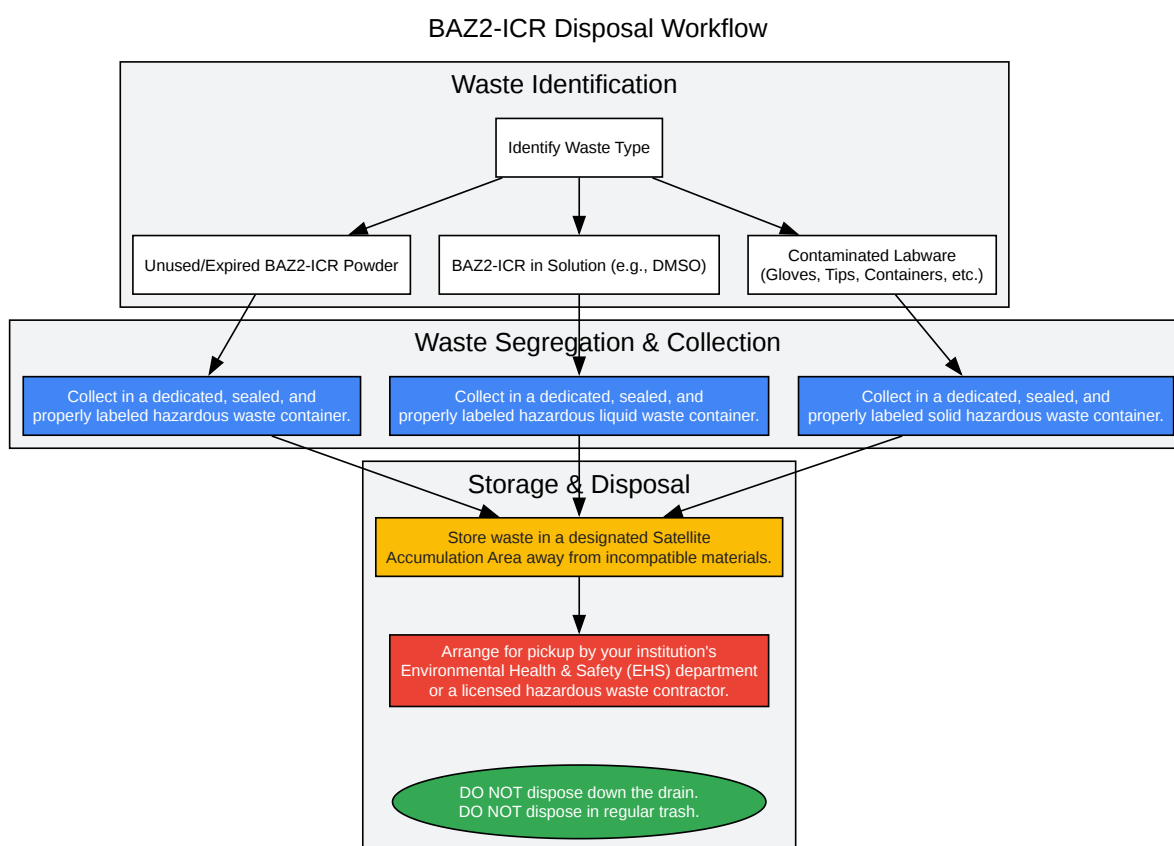 BAZ2-ICR Disposal Workflow
Waste Identification
Identify Waste Type
Unused/Expired BAZ2-ICR Powder
BAZ2-ICR in Solution (e.g., DMSO)
Contaminated Labware
(Gloves, Tips, Containers, etc.)
Waste Segregation & Collection
Collect in a dedicated, sealed, and
properly labeled hazardous waste container.
Collect in a dedicated, sealed, and
properly labeled hazardous liquid waste container.
Collect in a dedicated, sealed, and
properly labeled solid hazardous waste container.
Storage & Disposal
Store waste in a designated Satellite
Accumulation Area away from incompatible materials.
Arrange for pickup by your institution's
Environmental Health & Safety (EHS) department
or a licensed hazardous waste contractor.
DO NOT dispose down the drain.
DO NOT dispose in regular trash.